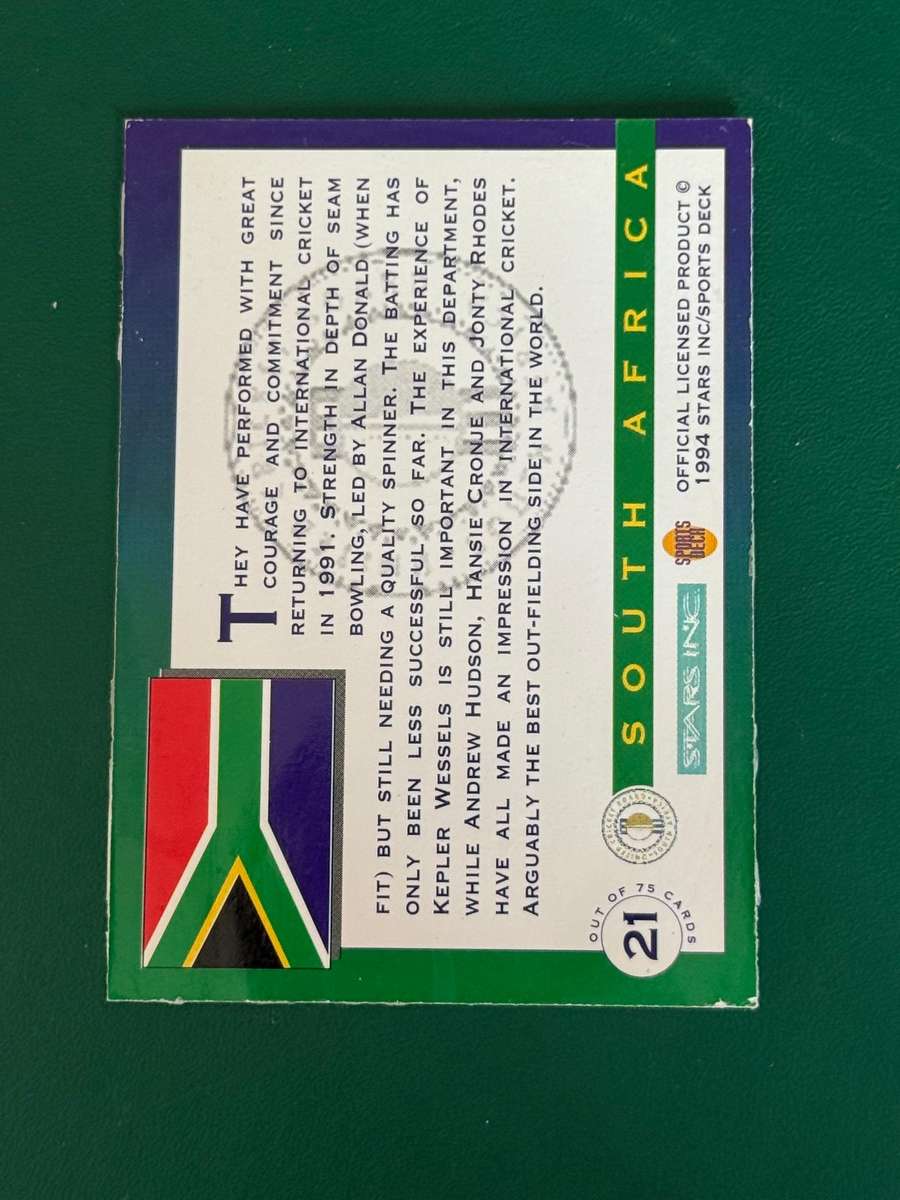 THEY HAVE PERFORMED WITH GREAT
COURAGE AND COMMITMENT SINCE
RETURNING TO INTERNATIONAL CRICKET
IN 1991. STRENGTH IN DEPTH OF SEAM
BOWLING, LED BY ALLAN DONALD (WHEN
FIT) BUT STILL NEEDING A QUALITY SPINNER. THE BATTING HAS
ONLY BEEN LESS SUCCESSFUL SO FAR. THE EXPERIENCE OF
KEPLER WESSELS IS STILL IMPORTANT IN THIS DEPARTMENT,
WHILE ANDREW HUDSON, HANSIE CRONJE AND JONTY RHODES
HAVE ALL MADE AN IMPRESSION IN INTERNATIONAL CRICKET.
ARGUABLY THE BEST OUT-FIELDING SIDE IN THE WORLD.
OUT OF 75 CARDS
21
SOUTH AFRICA
STARS INC
SPORTS
DECK
OFFICIAL LICENSED PRODUCT ©
1994 STARS INC/SPORTS DECK